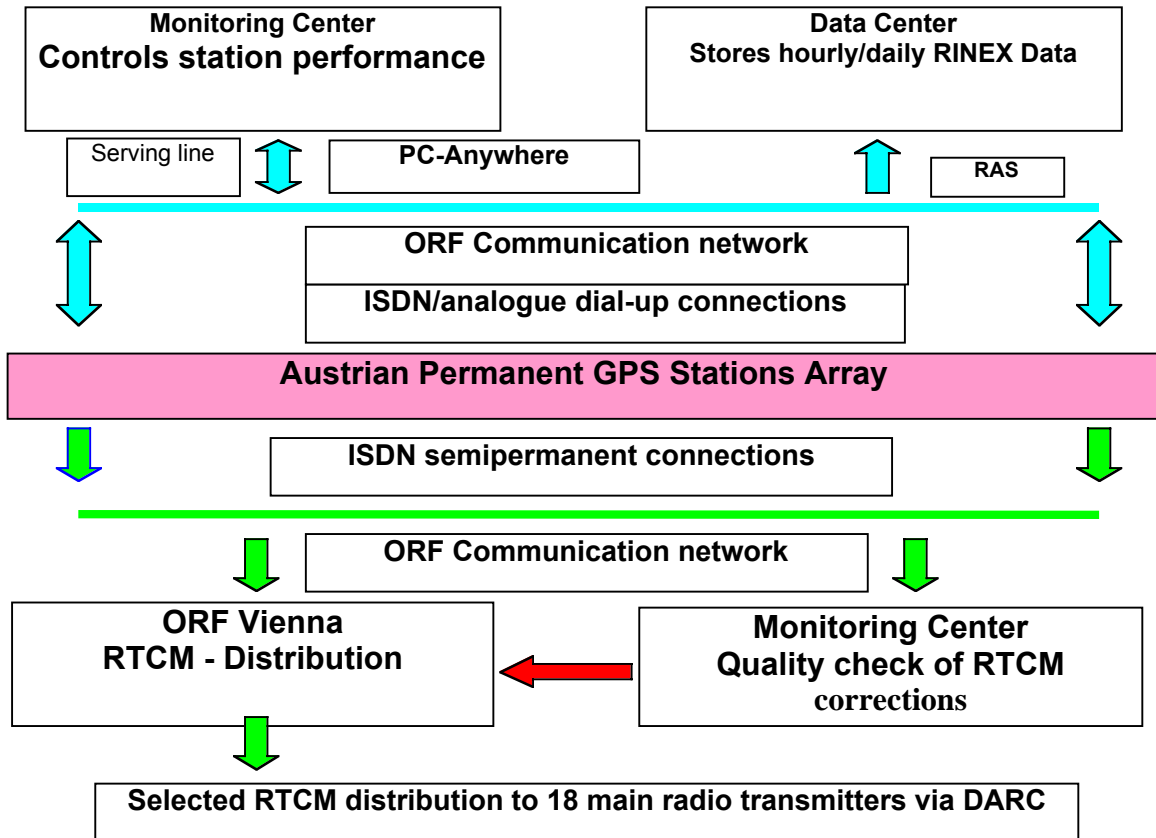 Monitoring Center
Controls station performance
Data Center
Stores hourly/daily RINEX Data
Serving line
PC-Anywhere
RAS
ORF Communication network
ISDN/analogue dial-up connections
Austrian Permanent GPS Stations Array
ISDN semipermanent connections
ORF Communication network
ORF Vienna
RTCM - Distribution
Monitoring Center
Quality check of RTCM
corrections
Selected RTCM distribution to 18 main radio transmitters via DARC